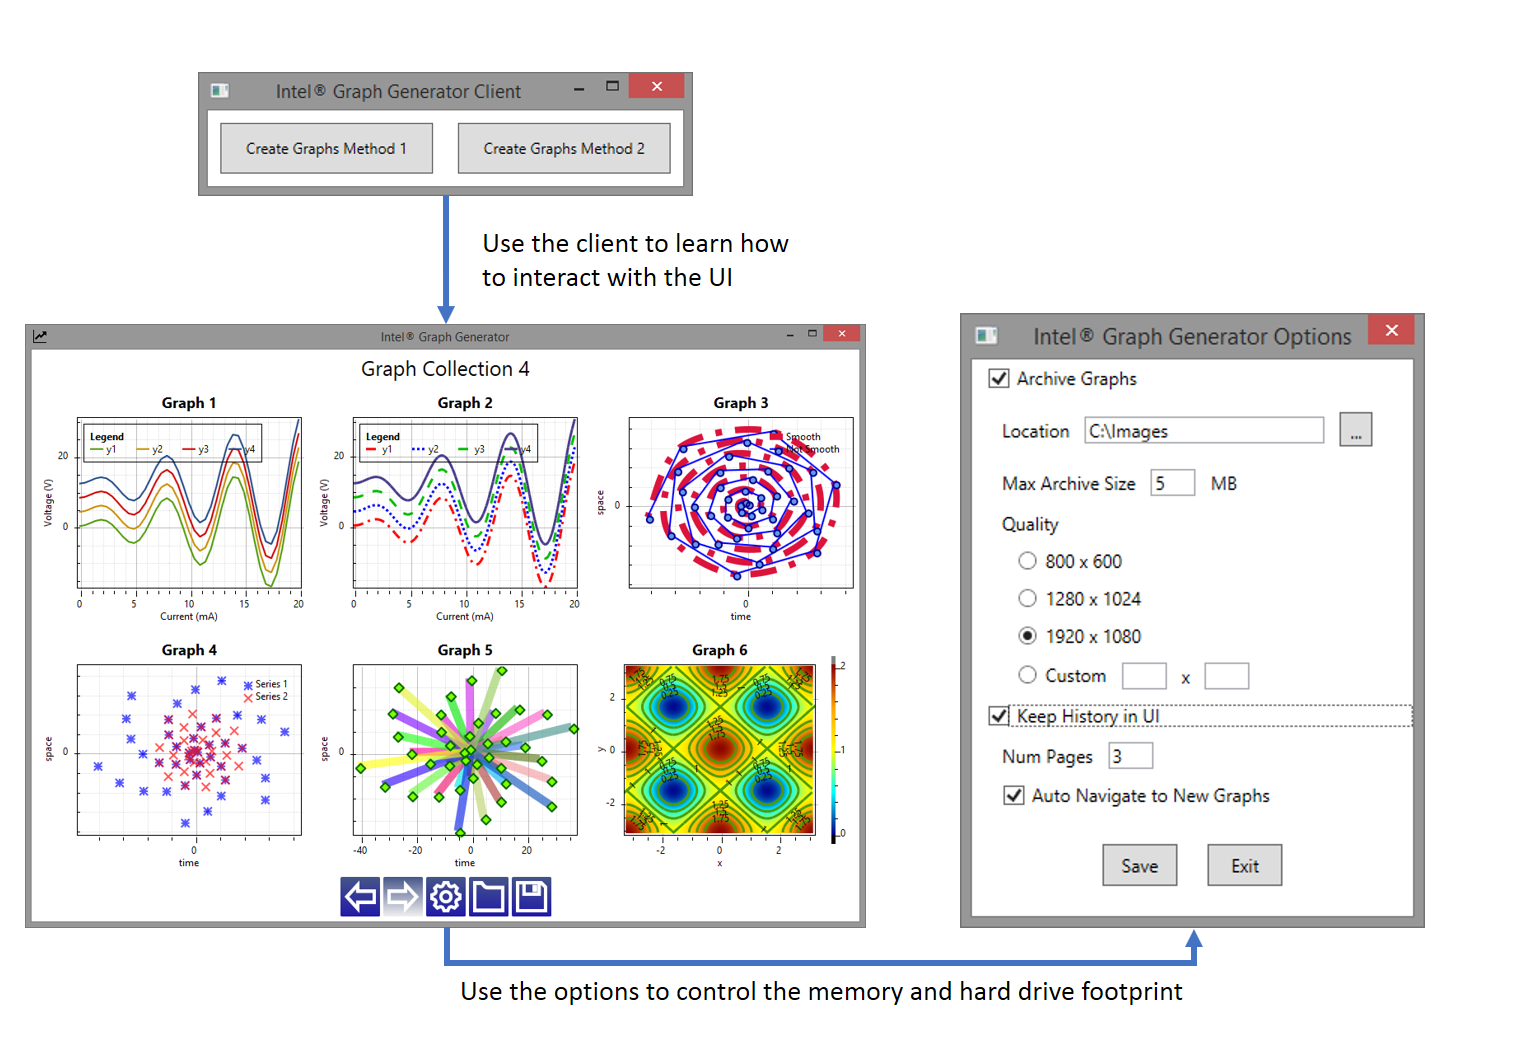 Intel® Graph Generator Client
Create Graphs Method 1
Create Graphs Method 2
Use the client to learn how
to interact with the UI
Intel® Graph Generator
Graph Collection 4
Graph 1
Legend
y1 y2 y3 y4
20
0
Voltage (V)
0 5 10 15 20
Current (mA)
Graph 2
Legend
y1 y2 y3 y4
20
0
Voltage (V)
0 5 10 15 20
Current (mA)
Graph 3
Smooth
Not Smooth
space
0
0
time
Graph 4
Series 1
Series 2
space
0
0
time
Graph 5
space
0
-40 -20 0 20
time
Graph 6
2
y 0
-2
-2 0 2
x
2
1
0
Intel® Graph Generator Options
Archive Graphs
Location C:\Images ...
Max Archive Size 5 MB
Quality
800 x 600
1280 x 1024
1920 x 1080
Custom x
Keep History in UI
Num Pages 3
Auto Navigate to New Graphs
Save Exit
Use the options to control the memory and hard drive footprint